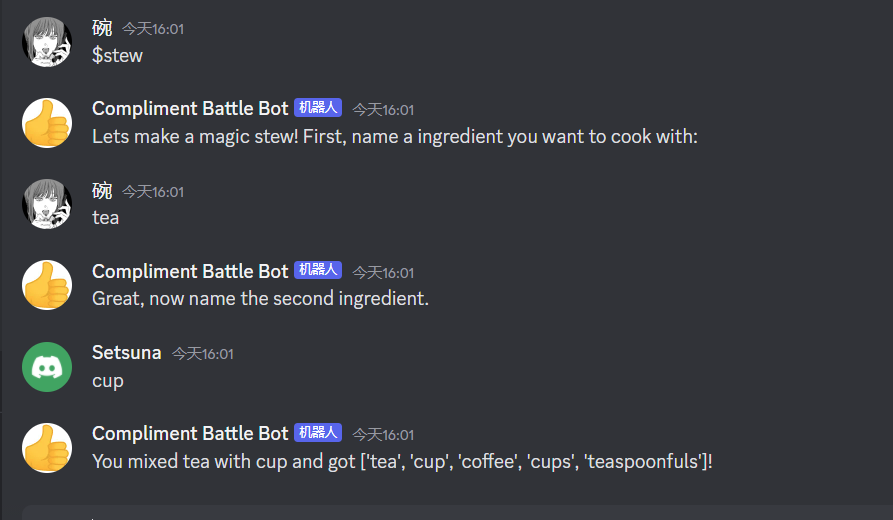 碗 今天16:01
$stew
Compliment Battle Bot 机器人 今天16:01
Lets make a magic stew! First, name a ingredient you want to cook with:
碗 今天16:01
tea
Compliment Battle Bot 机器人 今天16:01
Great, now name the second ingredient.
Setsuna 今天16:01
cup
Compliment Battle Bot 机器人 今天16:01
You mixed tea with cup and got ['tea', 'cup', 'coffee', 'cups', 'teaspoonfuls']!